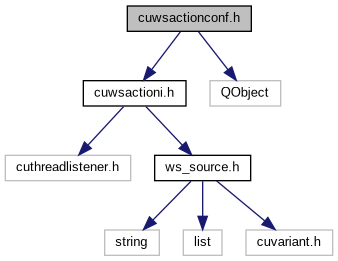 cuwsactionconf.h
cuwsactioni.h
QObject
cuthreadlistener.h
ws_source.h
string
list
cuvariant.h